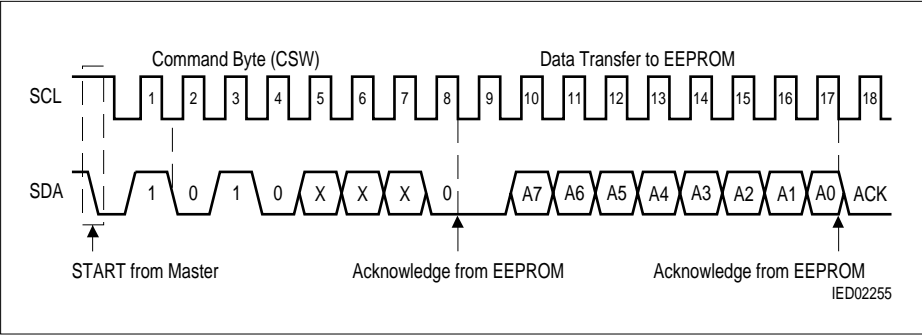 Command Byte (CSW) Data Transfer to EEPROM
SCL 1 2 3 4 5 6 7 8 9 10 11 12 13 14 15 16 17 18
SDA 1 0 1 0 X X X 0 A7 A6 A5 A4 A3 A2 A1 A0 ACK
START from Master Acknowledge from EEPROM Acknowledge from EEPROM
IED02255